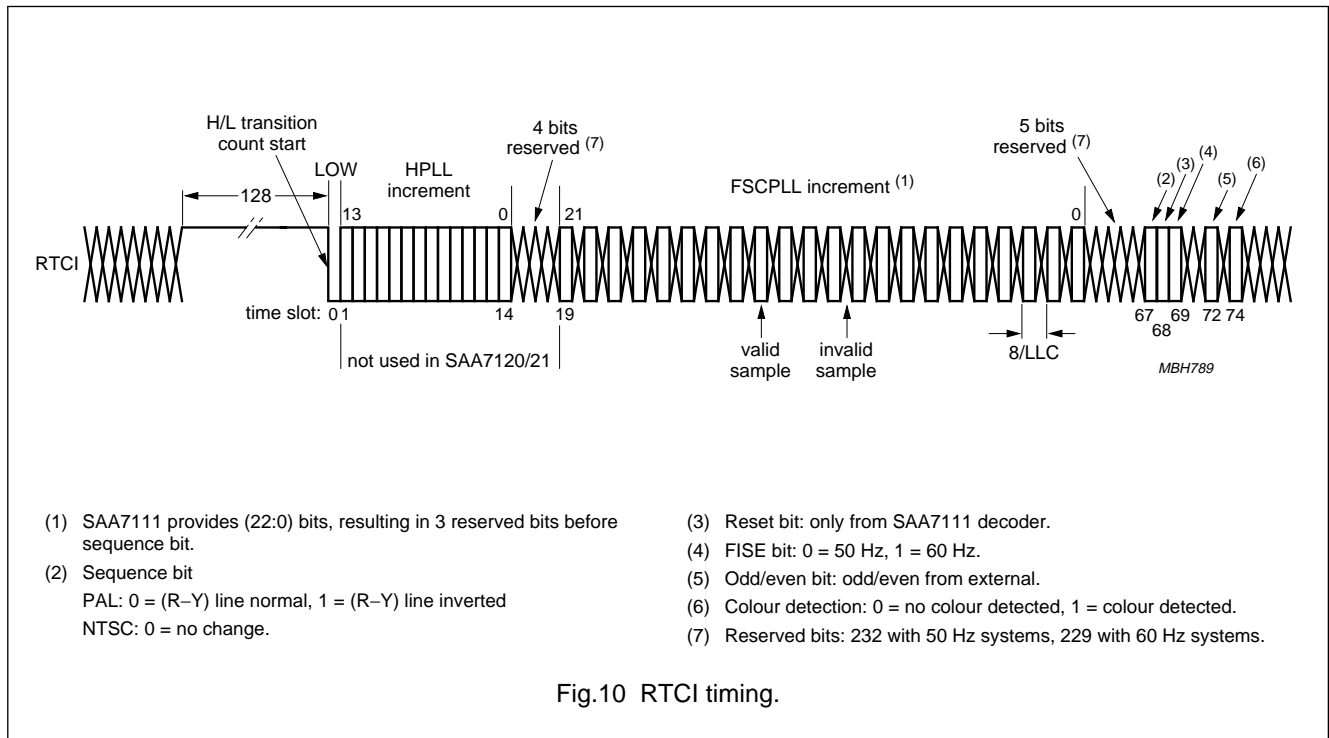 H/L transition
count start
LOW
128
13
HPLL
increment
0
4 bits
reserved (7)
21
FSCPLL increment (1)
0
5 bits
reserved (7)
(2)
(3)
(4)
(5)
(6)
RTCI
time slot:
0 1
14
19
67
68
69
72
74
not used in SAA7120/21
valid
sample
invalid
sample
8/LLC
MBH789
(1) SAA7111 provides (22:0) bits, resulting in 3 reserved bits before
sequence bit.
(2) Sequence bit
PAL: 0 = (R−Y) line normal, 1 = (R−Y) line inverted
NTSC: 0 = no change.
(3) Reset bit: only from SAA7111 decoder.
(4) FISE bit: 0 = 50 Hz, 1 = 60 Hz.
(5) Odd/even bit: odd/even from external.
(6) Colour detection: 0 = no colour detected, 1 = colour detected.
(7) Reserved bits: 232 with 50 Hz systems, 229 with 60 Hz systems.
Fig.10 RTCI timing.